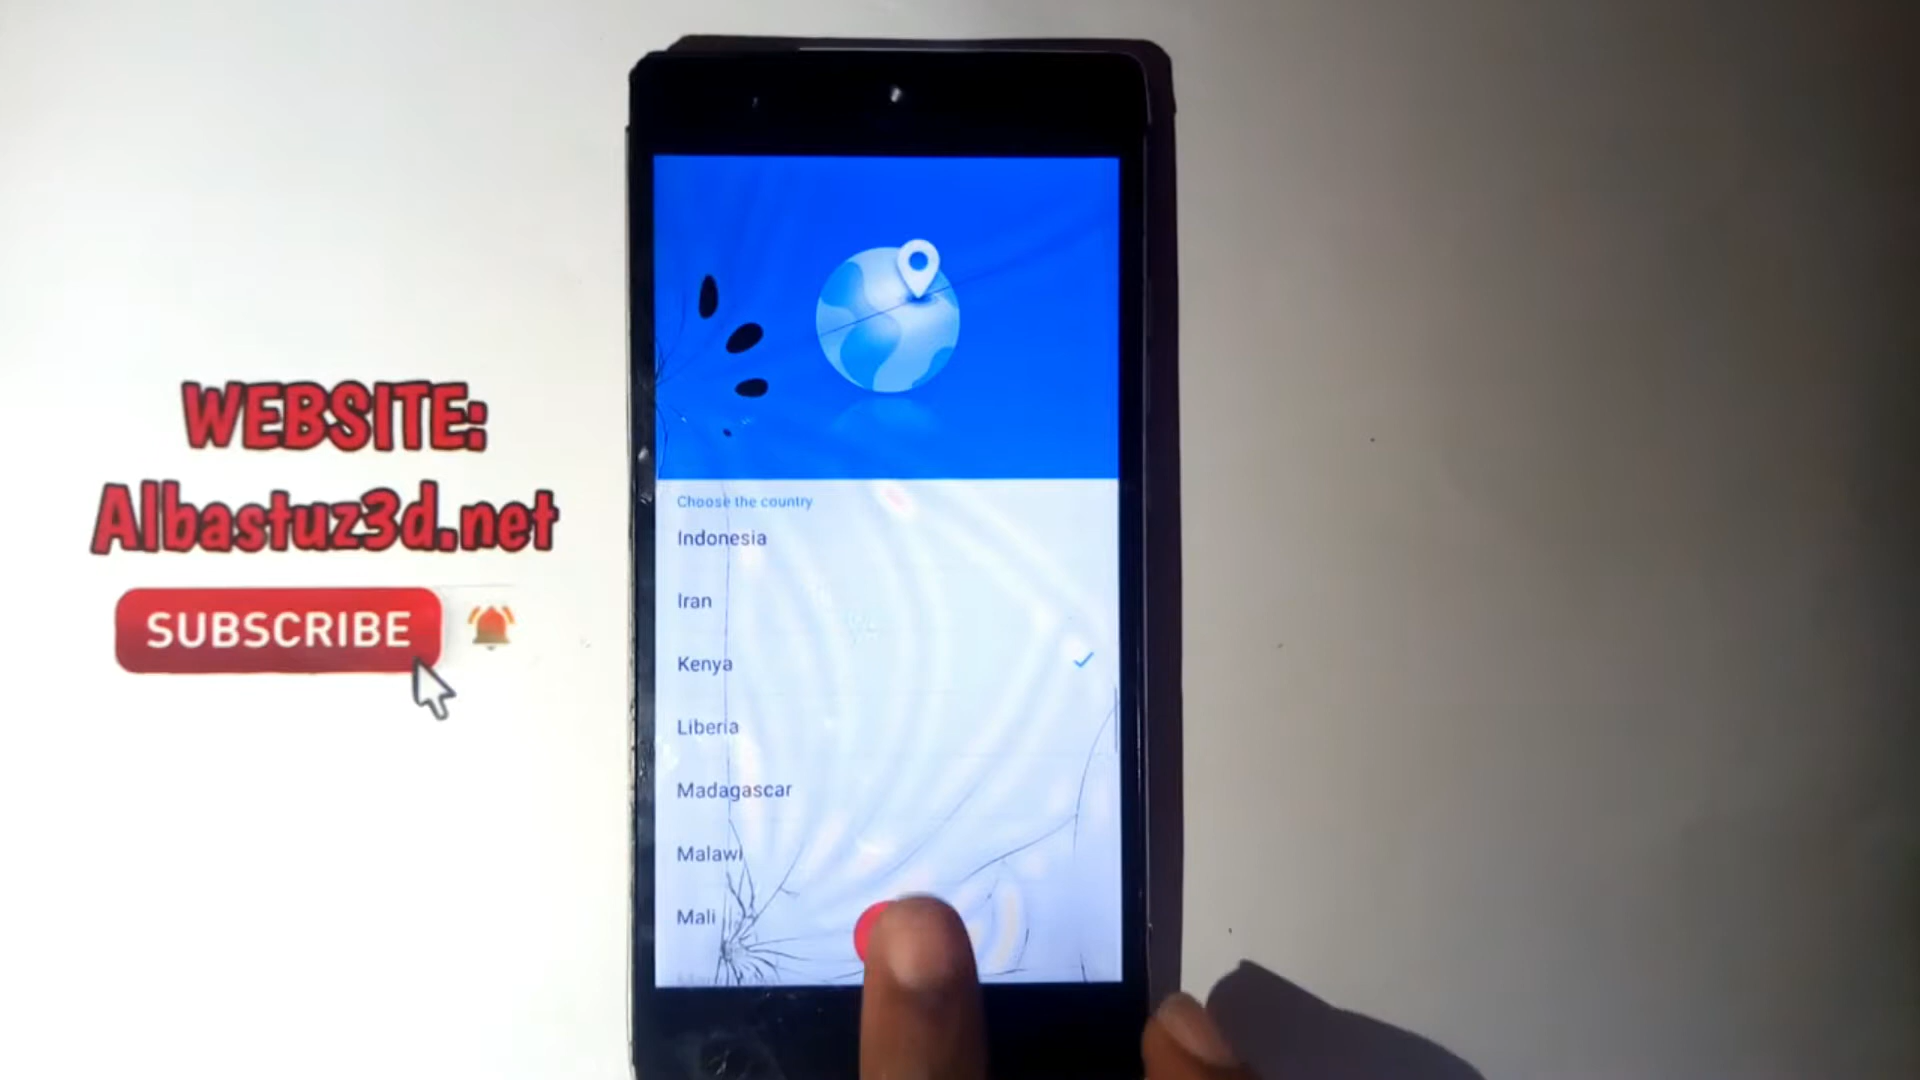 WEBSITE:
Albastuz3d.net
SUBSCRIBE
Choose the country
Indonesia
Iran
Kenya
Liberia
Madagascar
Malawi
Mali